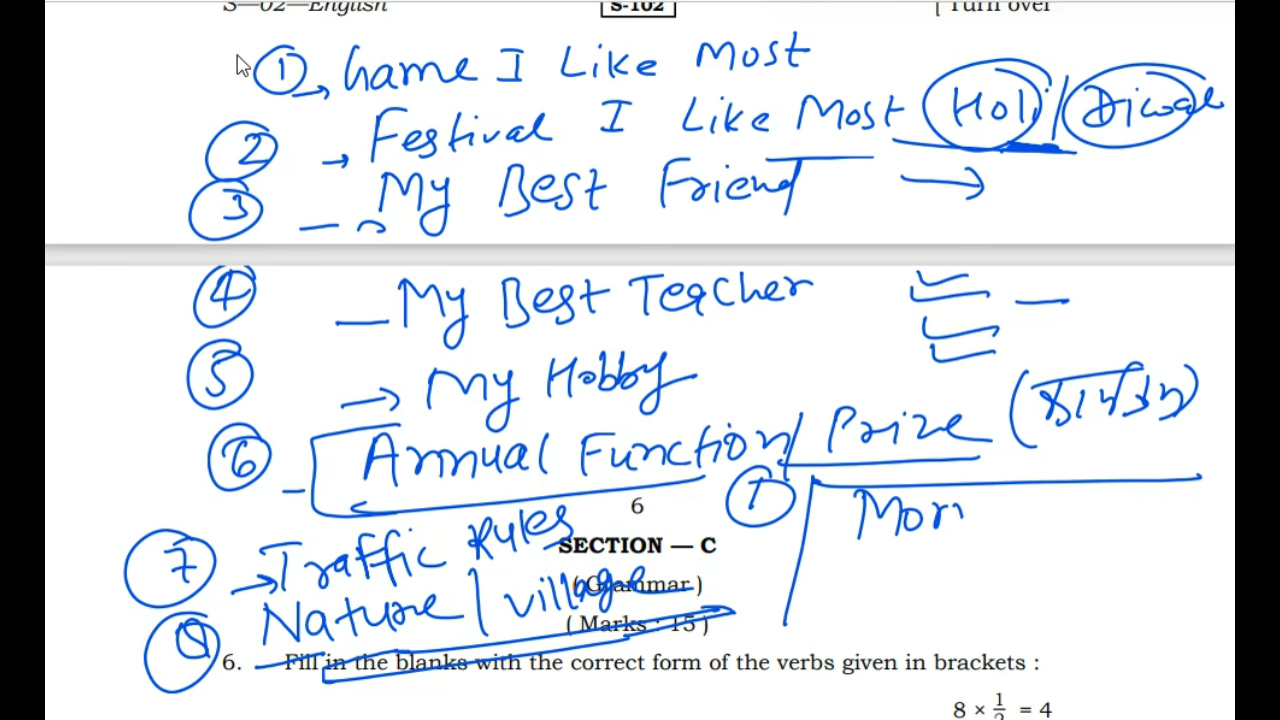 S—02—English S-102 [ Turn over
① → Game I Like Most
② → Festival I Like Most Holi / Diwali
③ My Best Friend →
④ — My Best Teacher
⑤ → My Hobby
⑥ Annual Function / Prize
6
① Mor
SECTION — C
⑦ → Traffic Rules
( Grammar )
Nature / village
( Marks : 15 )
6. Fill in the blanks with the correct form of the verbs given in brackets :
8 × 1/2 = 4